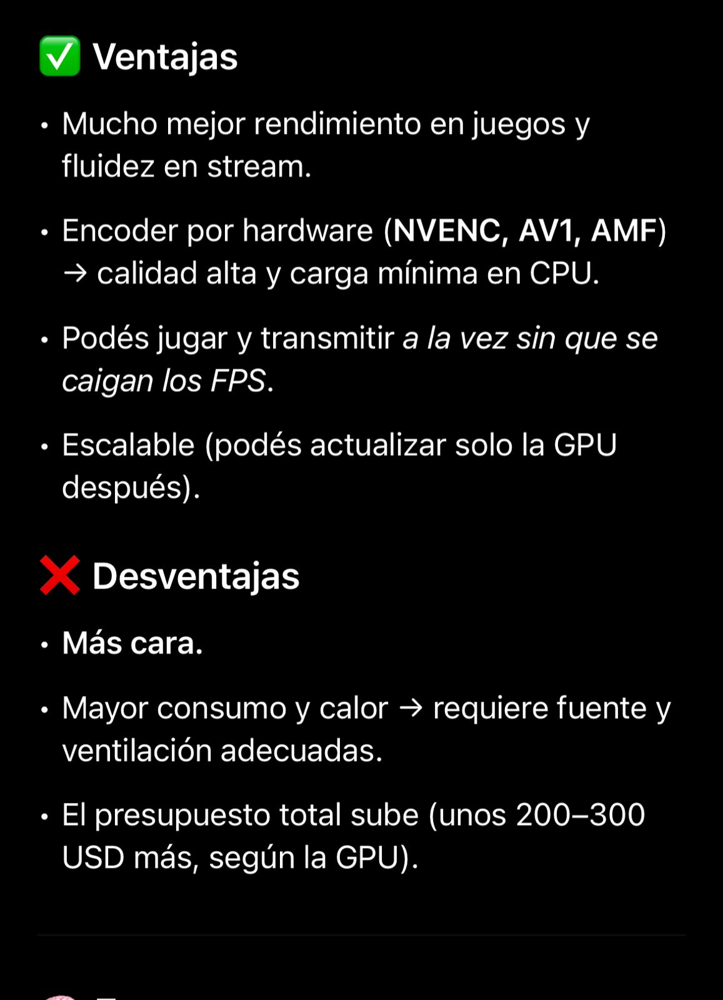 ✅ Ventajas
• Mucho mejor rendimiento en juegos y
fluidez en stream.
• Encoder por hardware (NVENC, AV1, AMF)
→ calidad alta y carga mínima en CPU.
• Podés jugar y transmitir a la vez sin que se
caigan los FPS.
• Escalable (podés actualizar solo la GPU
después).
❌ Desventajas
• Más cara.
• Mayor consumo y calor → requiere fuente y
ventilación adecuadas.
• El presupuesto total sube (unos 200–300
USD más, según la GPU).